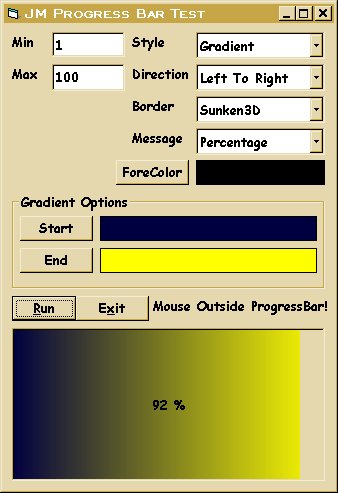 JM Progress Bar Test
Min 1 Style Gradient
Max 100 Direction Left To Right
Border Sunken3D
Message Percentage
ForeColor
Gradient Options
Start
End
Run Exit Mouse Outside ProgressBar!
92 %